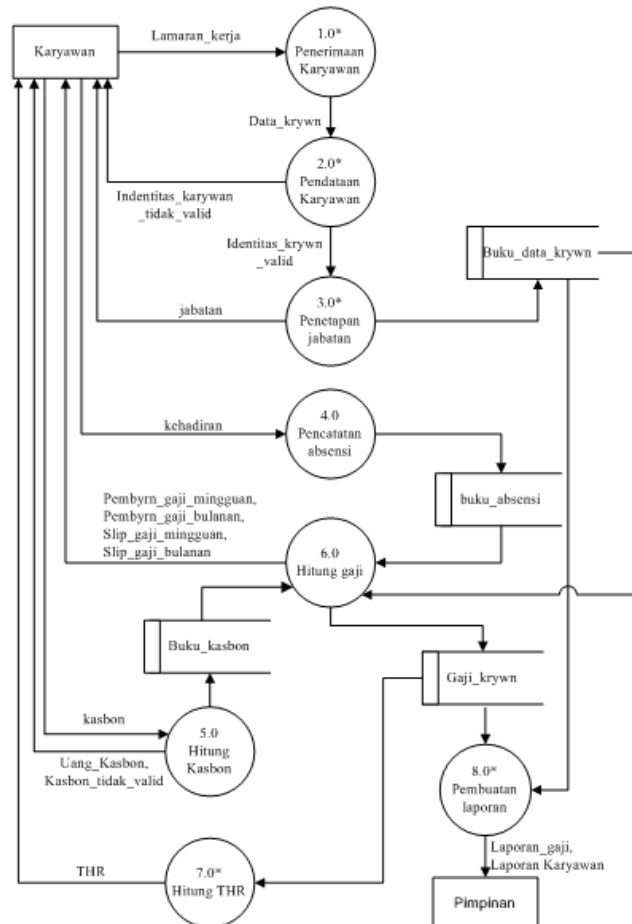 Karyawan
Lamaran_kerja
1.0*
Penerimaan
Karyawan
Data_krywn
2.0*
Pendataan
Karyawan
Indentitas_karywan
_tidak_valid
Identitas_krywn
_valid
Buku_data_krywn
3.0*
Penetapan
jabatan
jabatan
kehadiran
4.0
Pencatatan
absensi
buku_absensi
Pembyrn_gaji_mingguan,
Pembyrn_gaji_bulanan,
Slip_gaji_mingguan,
Slip_gaji_bulanan
6.0
Hitung gaji
Buku_kasbon
Gaji_krywn
kasbon
5.0
Hitung
Kasbon
Uang_Kasbon,
Kasbon_tidak_valid
8.0*
Pembuatan
laporan
Laporan_gaji,
Laporan Karyawan
THR
7.0*
Hitung THR
Pimpinan